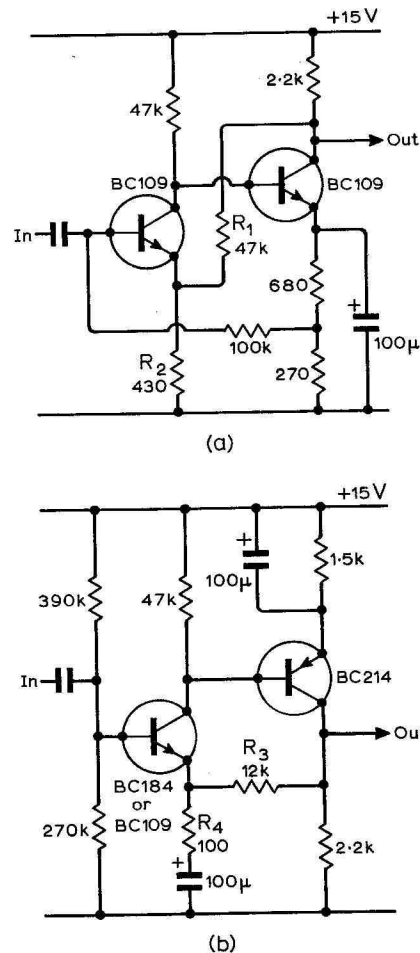 +15V
47k
2·2k
Out
BC109
BC109
In
R1
47k
680
+
100k
100μ
R2
430
270
(a)
+15V
+
390k
47k
100μ
1·5k
In
BC214
R3
12k
Ou
BC184
or
BC109
R4
100
+
100μ
270k
2·2k
(b)